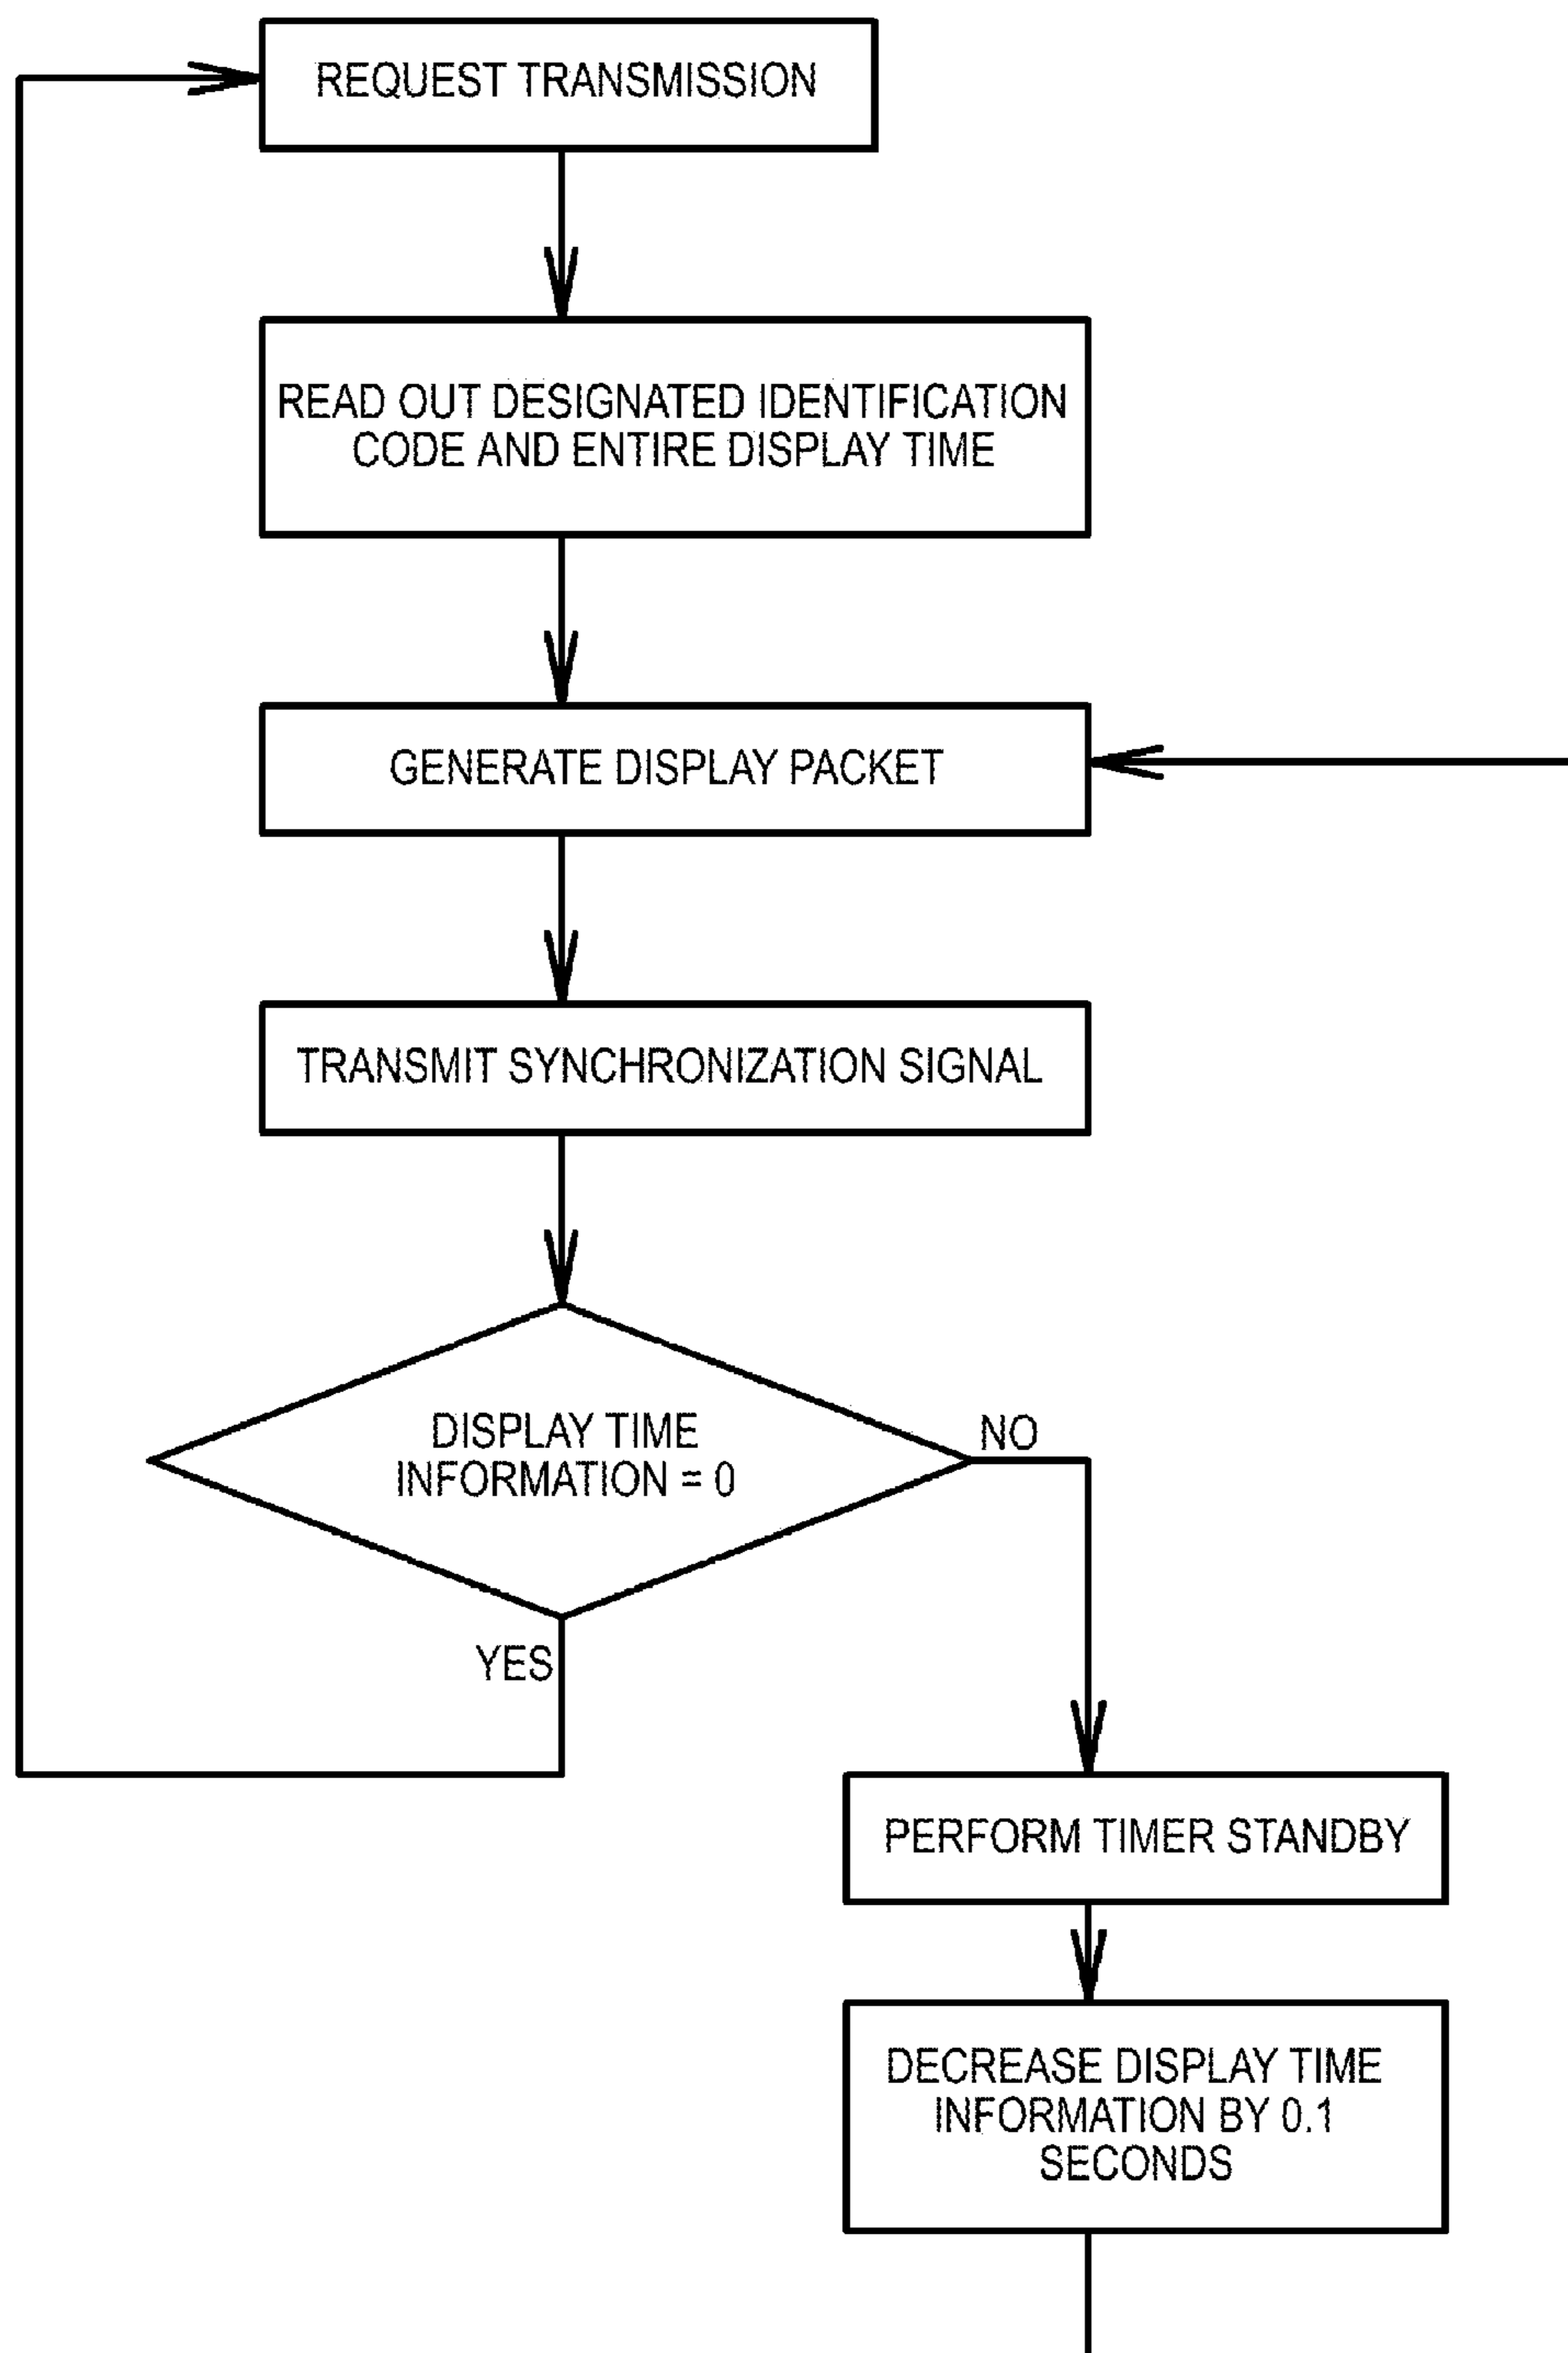 REQUEST TRANSMISSION
READ OUT DESIGNATED IDENTIFICATION
CODE AND ENTIRE DISPLAY TIME
GENERATE DISPLAY PACKET
TRANSMIT SYNCHRONIZATION SIGNAL
DISPLAY TIME
INFORMATION = 0
NO
YES
PERFORM TIMER STANDBY
DECREASE DISPLAY TIME
INFORMATION BY 0.1
SECONDS